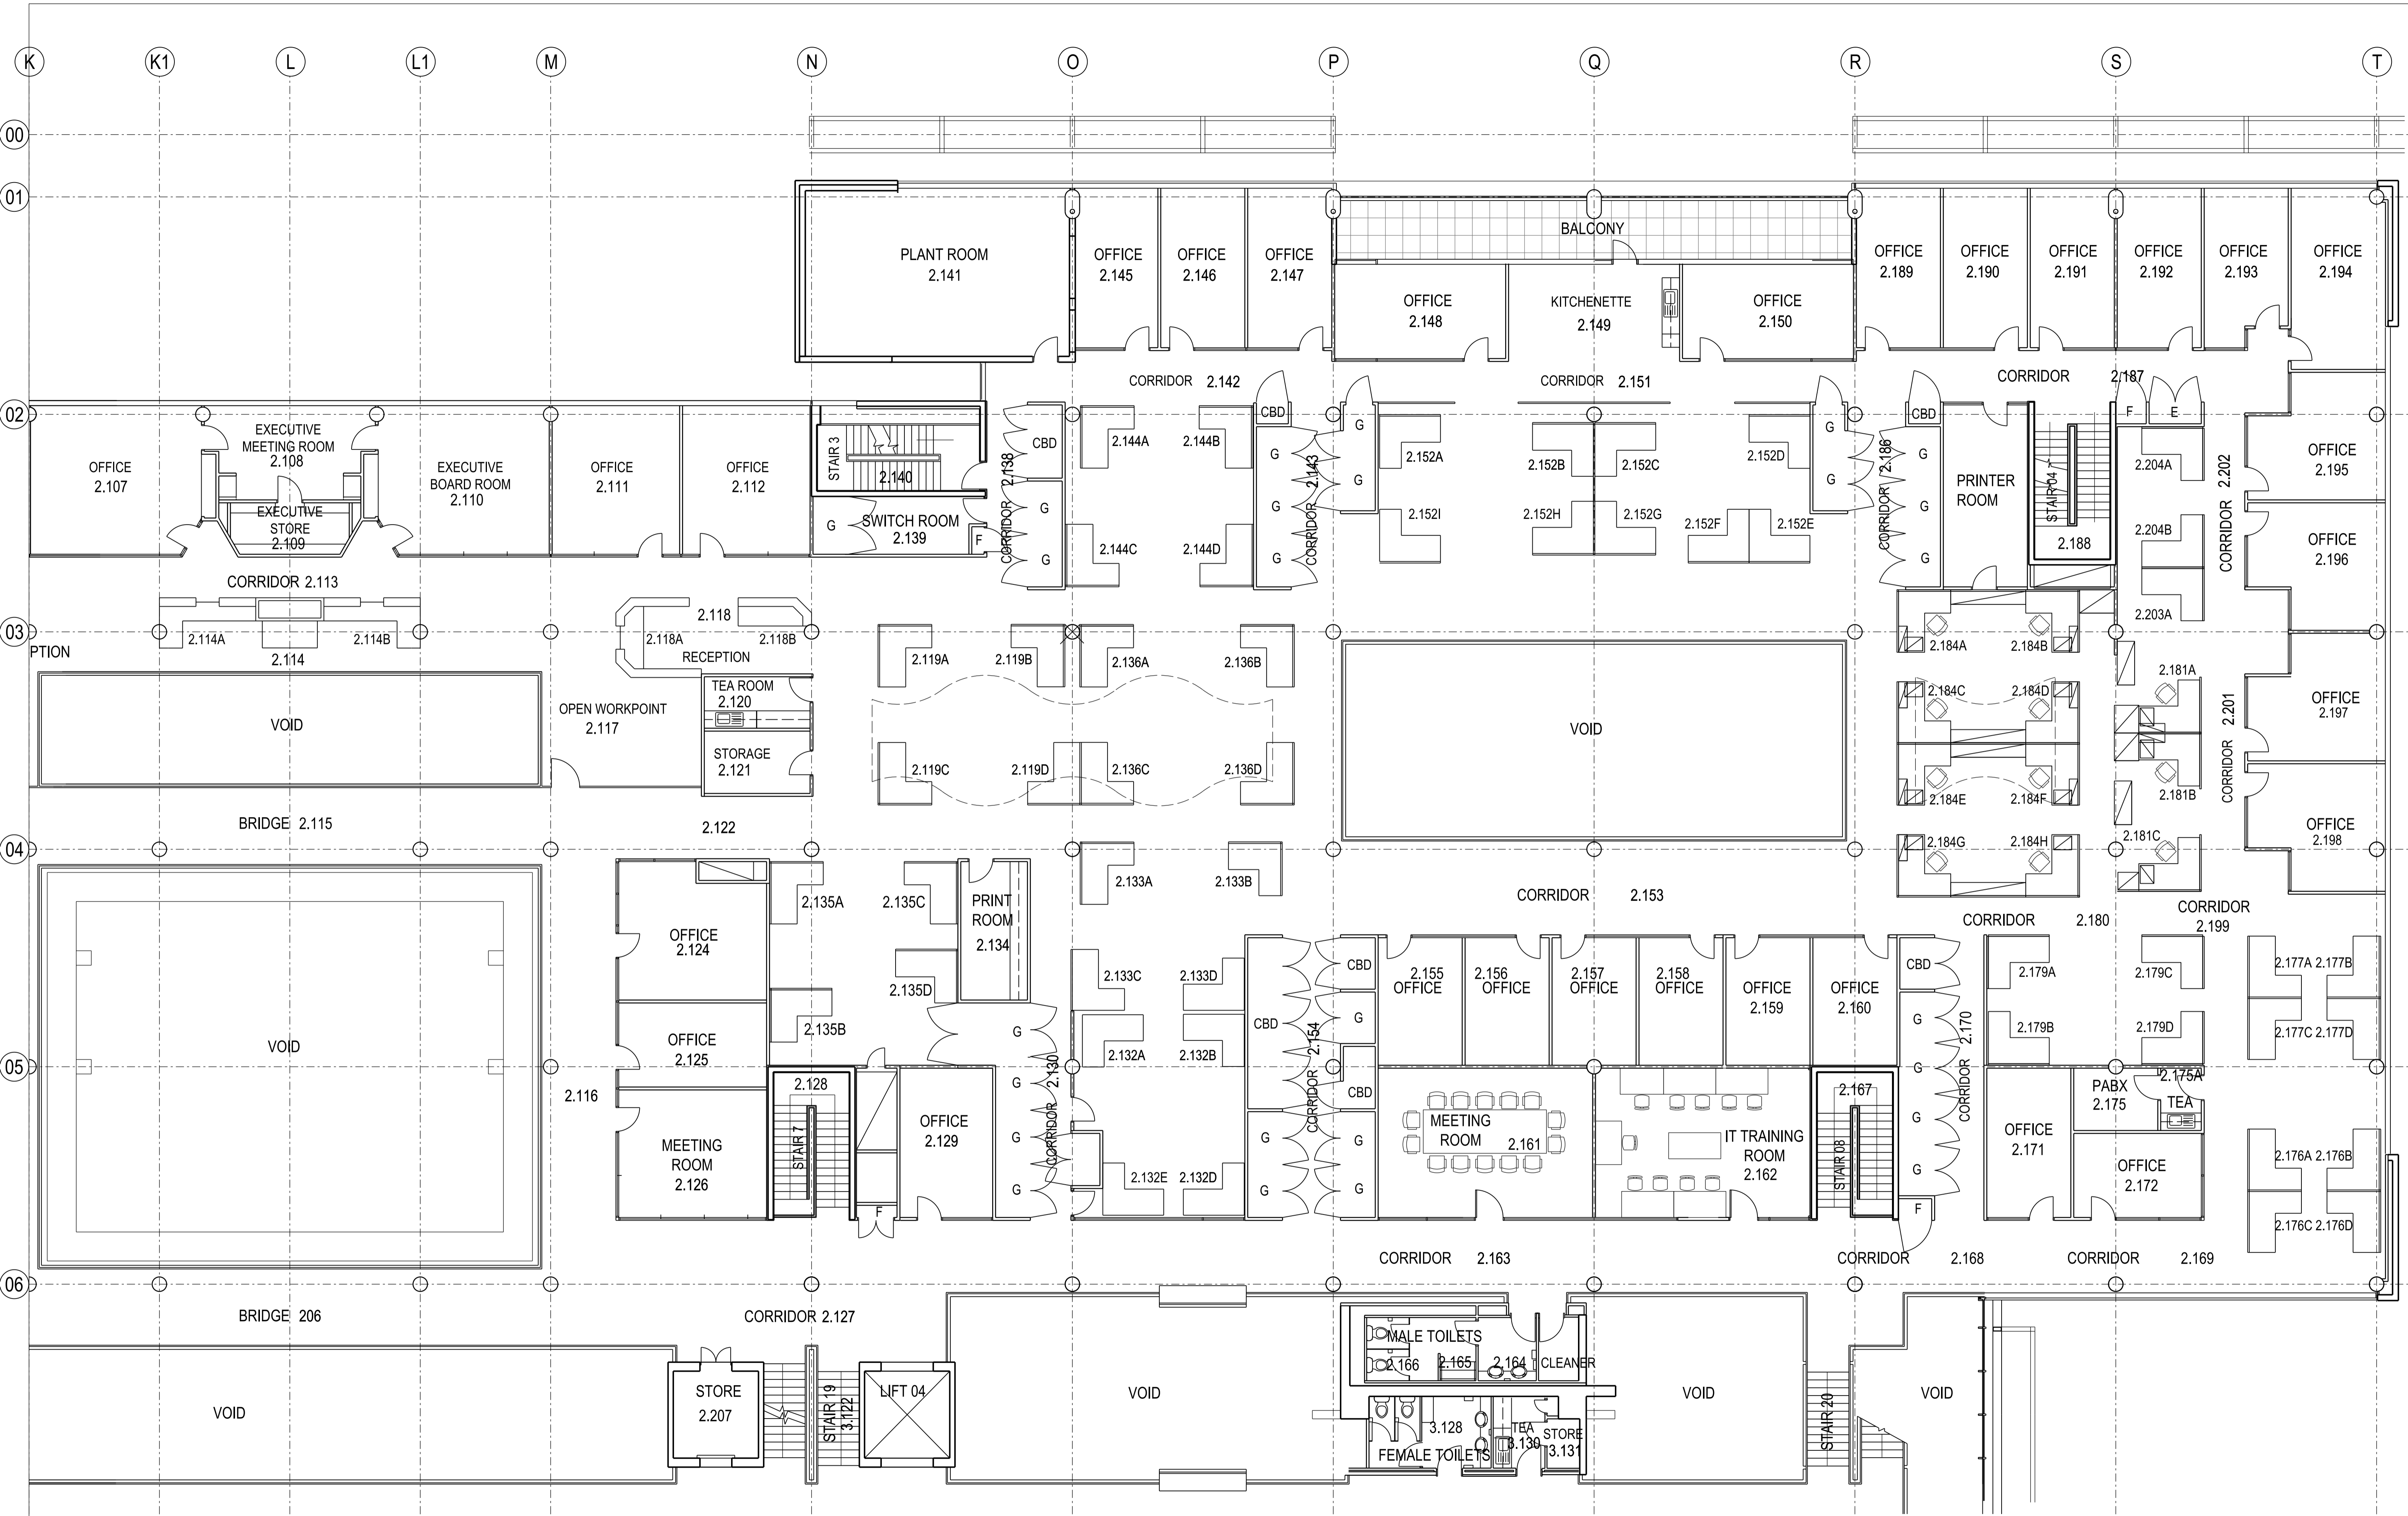 K
K1
L
L1
M
N
O
P
Q
R
S
T
00
01
02
03
04
05
06
PLANT ROOM
2.141
OFFICE
2.145
OFFICE
2.146
OFFICE
2.147
BALCONY
OFFICE
2.148
KITCHENETTE
2.149
OFFICE
2.150
OFFICE
2.189
OFFICE
2.190
OFFICE
2.191
OFFICE
2.192
OFFICE
2.193
OFFICE
2.194
CORRIDOR 2.142
CORRIDOR 2.151
CORRIDOR 2.187
OFFICE
2.107
EXECUTIVE
MEETING ROOM
2.108
EXECUTIVE
STORE
2.109
EXECUTIVE
BOARD ROOM
2.110
OFFICE
2.111
OFFICE
2.112
STAIR 3
2.140
G
SWITCH ROOM
2.139
F
CORRIDOR 2.138
CBD
G
G
2.144A
2.144B
2.144C
2.144D
CBD
G
G
G
CORRIDOR 2.143
G
G
2.152A
2.152B
2.152C
2.152D
2.152I
2.152H
2.152G
2.152F
2.152E
G
G
CORRIDOR 2.186
CBD
G
G
G
PRINTER
ROOM
STAIR 04
2.188
F
E
2.204A
2.204B
2.203A
CORRIDOR 2.202
OFFICE
2.195
OFFICE
2.196
CORRIDOR 2.113
2.114A
2.114B
2.114
PTION
VOID
2.118
2.118A
2.118B
RECEPTION
TEA ROOM
2.120
OPEN WORKPOINT
2.117
STORAGE
2.121
2.119A
2.119B
2.136A
2.136B
2.119C
2.119D
2.136C
2.136D
VOID
2.184A
2.184B
2.184C
2.184D
2.184E
2.184F
2.184G
2.184H
2.181A
2.181B
2.181C
CORRIDOR 2.201
OFFICE
2.197
OFFICE
2.198
BRIDGE 2.115
2.122
VOID
OFFICE
2.124
OFFICE
2.125
MEETING
ROOM
2.126
2.116
2.135A
2.135C
2.135D
2.135B
PRINT
ROOM
2.134
2.128
STAIR 7
F
OFFICE
2.129
G
G
G
G
CORRIDOR 2.130
2.133A
2.133B
2.133C
2.133D
2.132A
2.132B
2.132E
2.132D
CBD
G
G
CORRIDOR 2.154
CBD
G
CBD
G
G
CORRIDOR 2.153
2.155
OFFICE
2.156
OFFICE
2.157
OFFICE
2.158
OFFICE
OFFICE
2.159
OFFICE
2.160
MEETING
ROOM
2.161
IT TRAINING
ROOM
2.162
2.167
STAIR 08
CBD
G
G
G
G
F
CORRIDOR 2.170
CORRIDOR 2.180
CORRIDOR
2.199
2.179A
2.179C
2.179B
2.179D
2.177A 2.177B
2.177C 2.177D
OFFICE
2.171
PABX
2.175
2.175A
TEA
OFFICE
2.172
2.176A 2.176B
2.176C 2.176D
CORRIDOR 2.163
CORRIDOR 2.168
CORRIDOR 2.169
BRIDGE 206
CORRIDOR 2.127
VOID
STORE
2.207
STAIR 19
3.122
LIFT 04
VOID
MALE TOILETS
2.166
2.165
2.164
CLEANER
3.128
FEMALE TOILETS
TEA
3.130
STORE
3.131
VOID
STAIR 20
VOID